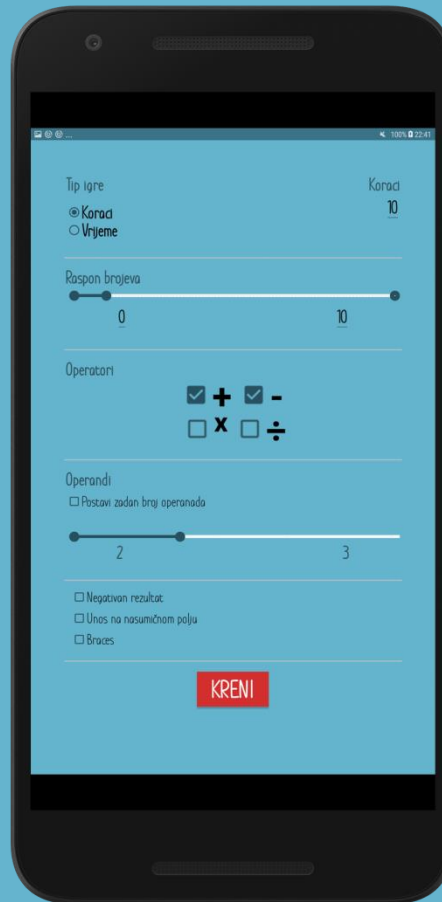 ... 100% 22:41
Tip igre Koraci
Koraci 10
Vrijeme
Raspon brojeva
0 10
Operatori
+ -
x ÷
Operandi
Postavi zadan broj operanada
2 3
Negativan rezultat
Unos na nasumičnom polju
Braces
KRENI